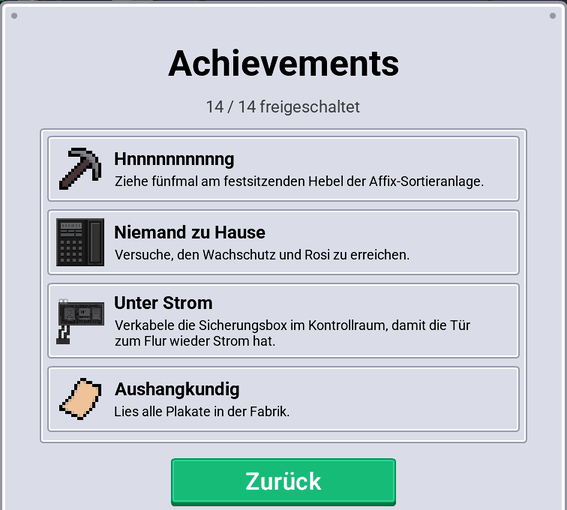 Achievements
14 / 14 freigeschaltet
Hnnnnnnnnnng
Ziehe fünfmal am festsitzenden Hebel der Affix-Sortieranlage.
Niemand zu Hause
Versuche, den Wachschutz und Rosi zu erreichen.
Unter Strom
Verkabele die Sicherungsbox im Kontrollraum, damit die Tür
zum Flur wieder Strom hat.
Aushangkundig
Lies alle Plakate in der Fabrik.
Zurück